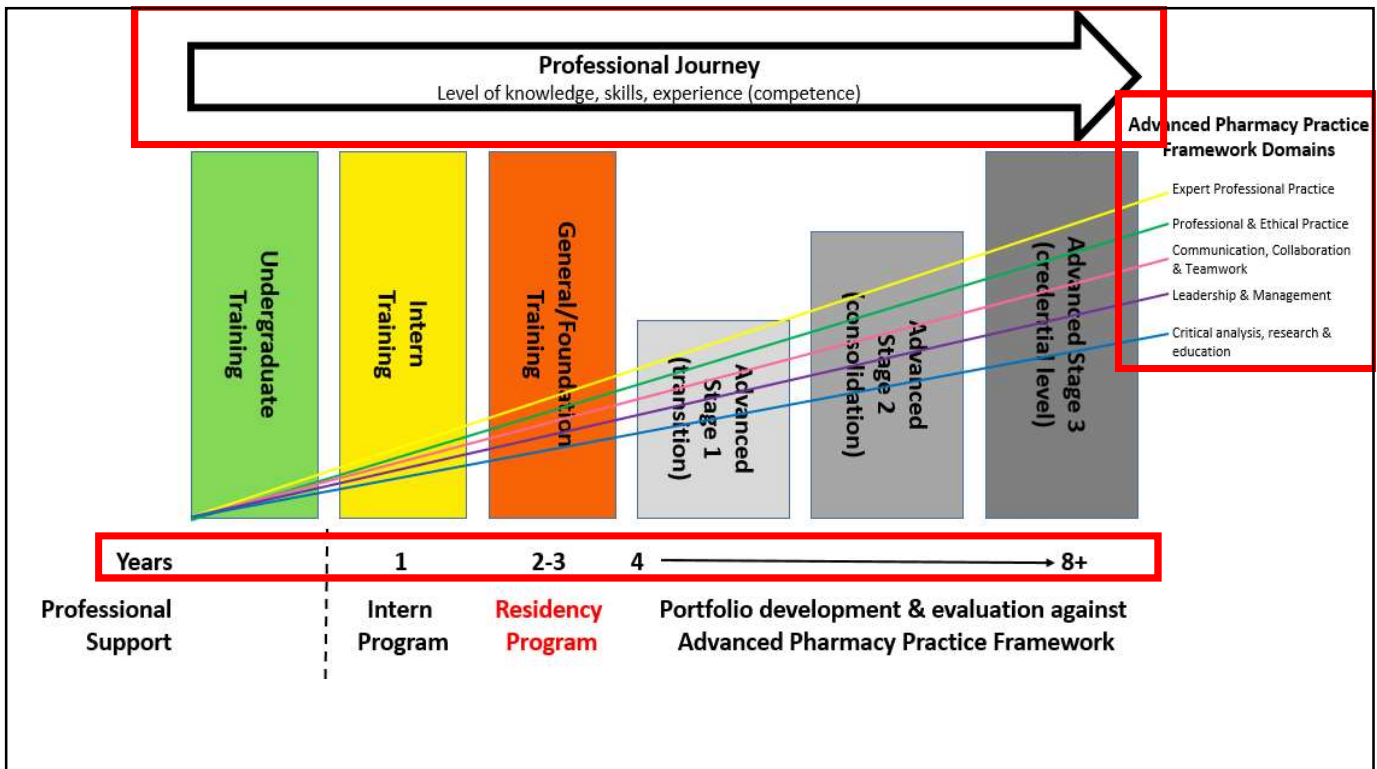 Professional Journey
Level of knowledge, skills, experience (competence)
Advanced Pharmacy Practice
Framework Domains
Expert Professional Practice
Professional & Ethical Practice
Communication, Collaboration
& Teamwork
Leadership & Management
Critical analysis, research &
education
Undergraduate
Training
Intern
Training
General/Foundation
Training
Advanced
Stage 1
(transition)
Advanced
Stage 2
(consolidation)
Advanced Stage 3
(credential level)
Years 1 2-3 4 8+
Professional
Support
Intern
Program
Residency
Program
Portfolio development & evaluation against
Advanced Pharmacy Practice Framework